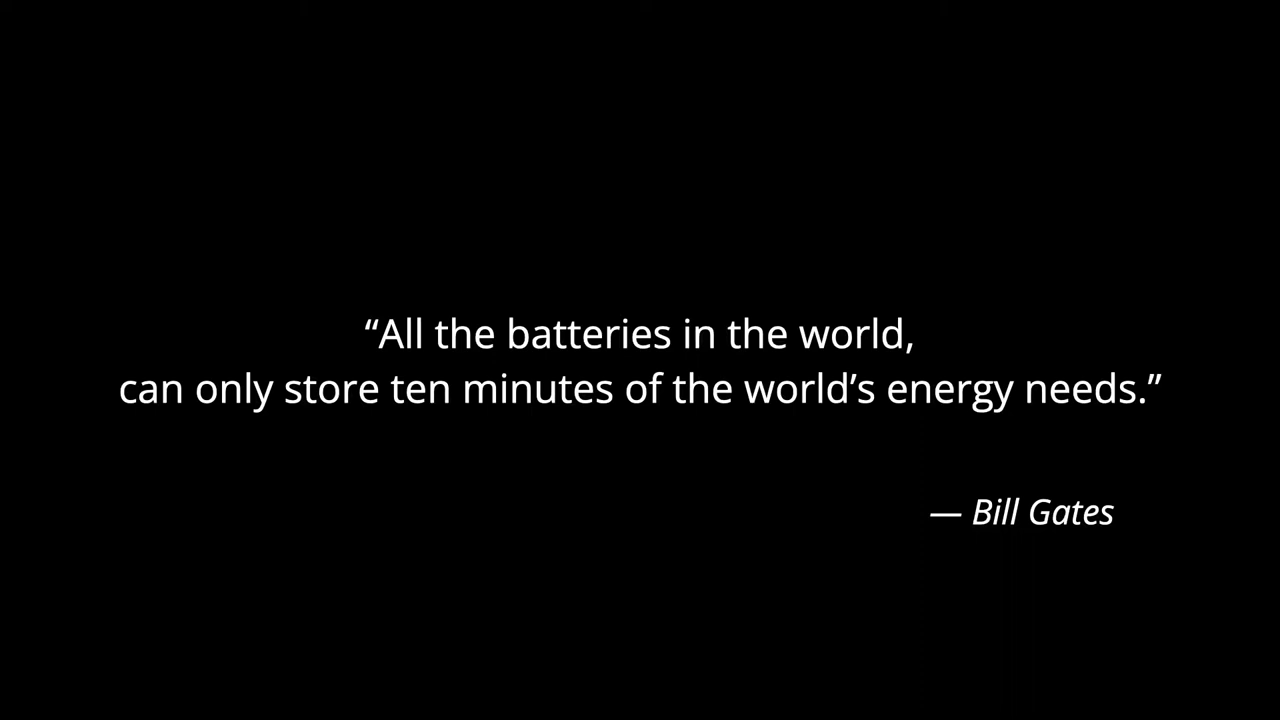 “All the batteries in the world,
can only store ten minutes of the world’s energy needs.”
— Bill Gates